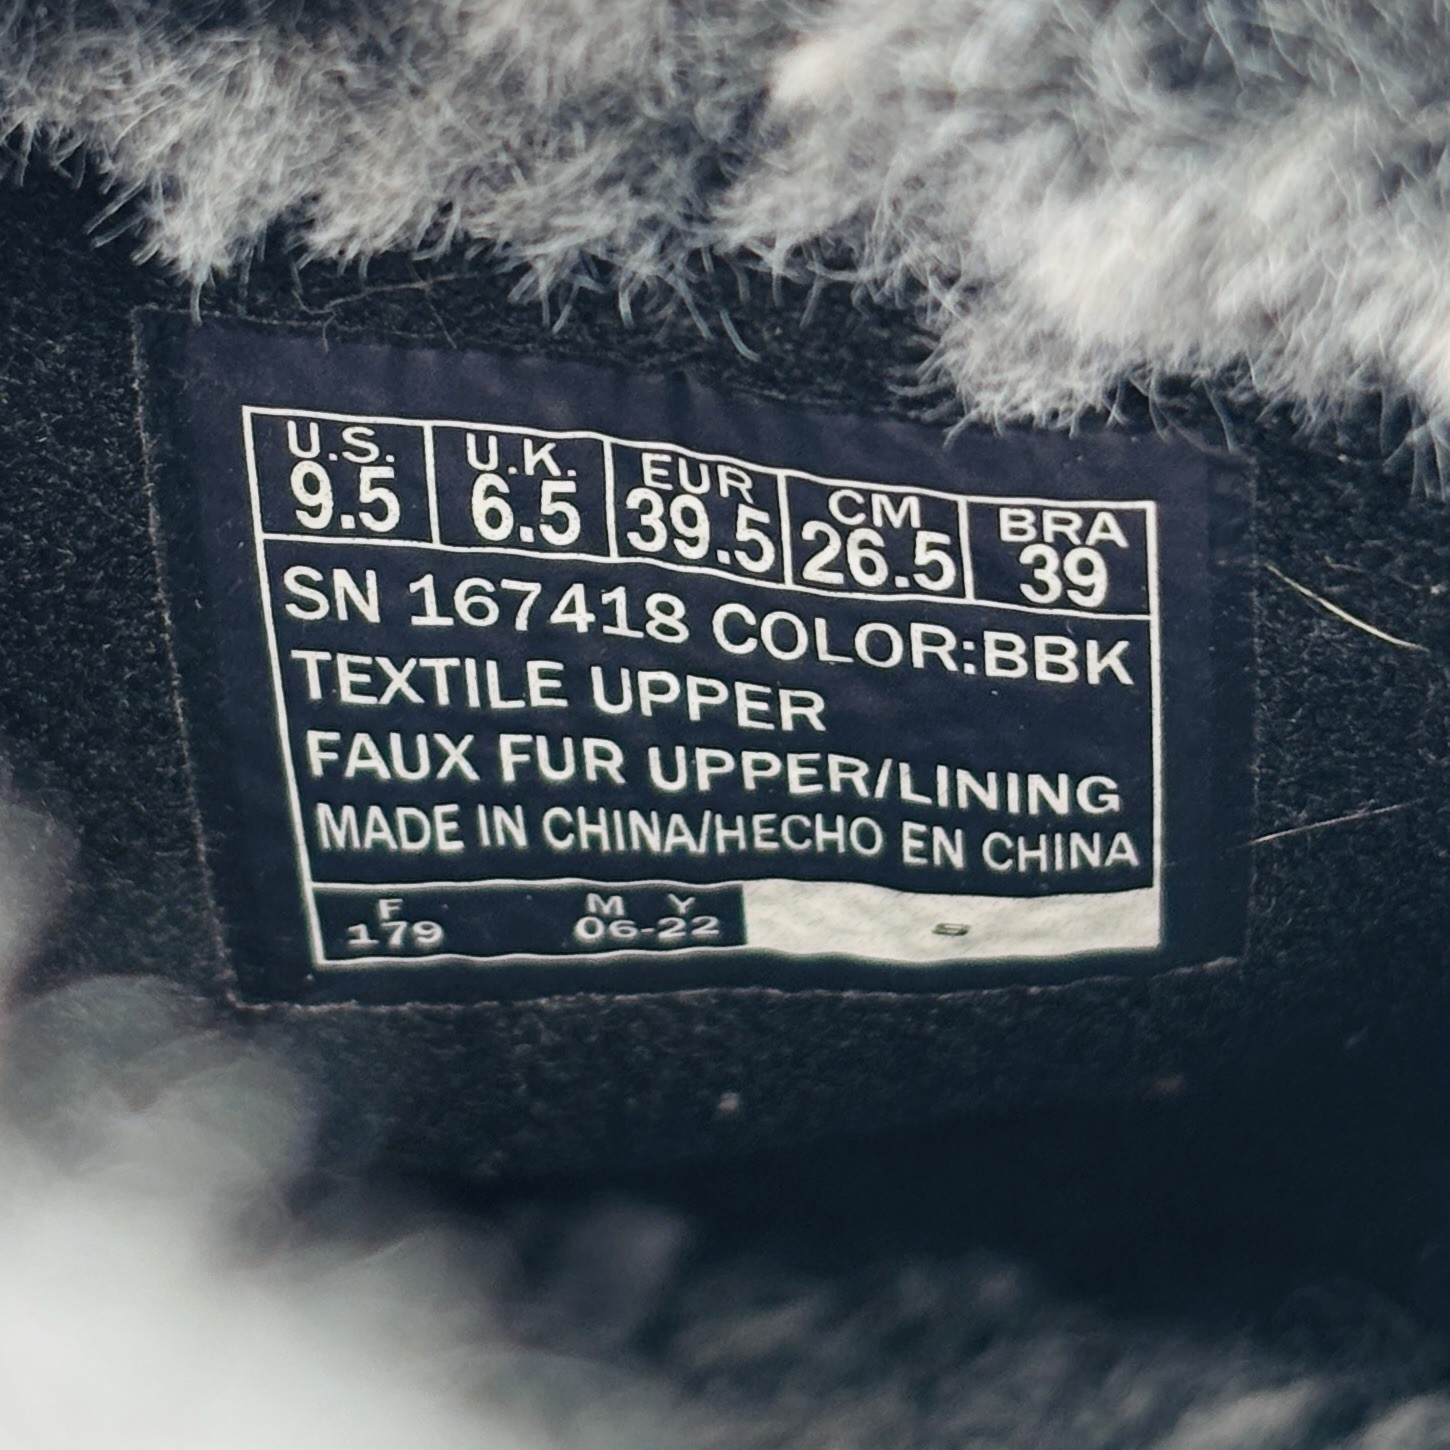 U.S. U.K. EUR CM BRA
9.5 6.5 39.5 26.5 39
SN 167418 COLOR:BBK
TEXTILE UPPER
FAUX FUR UPPER/LINING
MADE IN CHINA/HECHO EN CHINA
F M Y
179 06-22